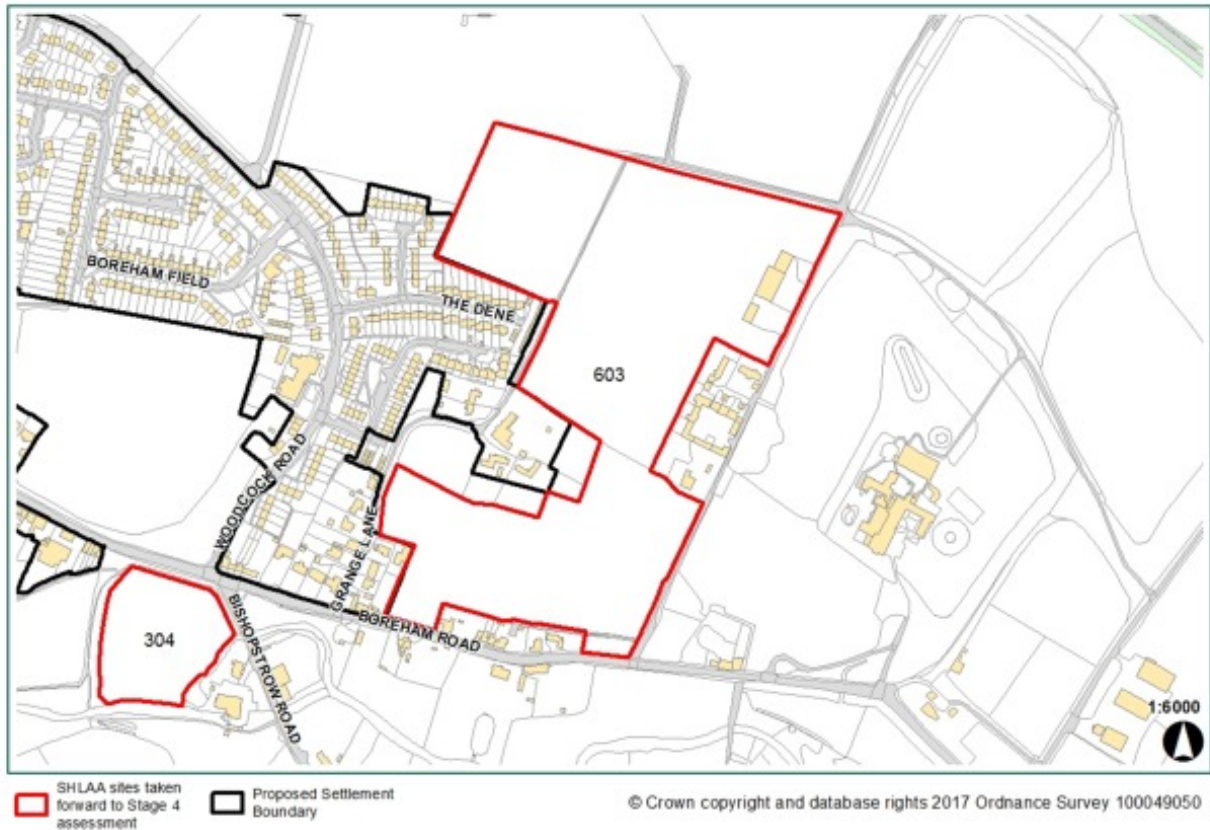 BOREHAM FIELD
THE DENE
603
WOODCOCK ROAD
GRANGE LANE
BOREHAM ROAD
304
BISHOPSTROW ROAD
1:6000
SHLAA sites taken
forward to Stage 4
assessment
Proposed Settlement
Boundary
© Crown copyright and database rights 2017 Ordnance Survey 100049050